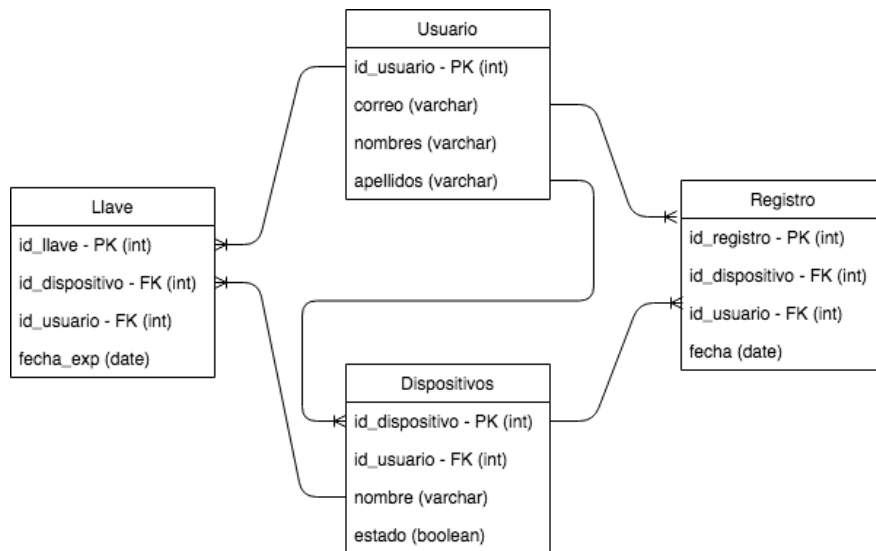 Usuario
id_usuario - PK (int)
correo (varchar)
nombres (varchar)
apellidos (varchar)
Llave
id_llave - PK (int)
id_dispositivo - FK (int)
id_usuario - FK (int)
fecha_exp (date)
Registro
id_registro - PK (int)
id_dispositivo - FK (int)
id_usuario - FK (int)
fecha (date)
Dispositivos
id_dispositivo - PK (int)
id_usuario - FK (int)
nombre (varchar)
estado (boolean)